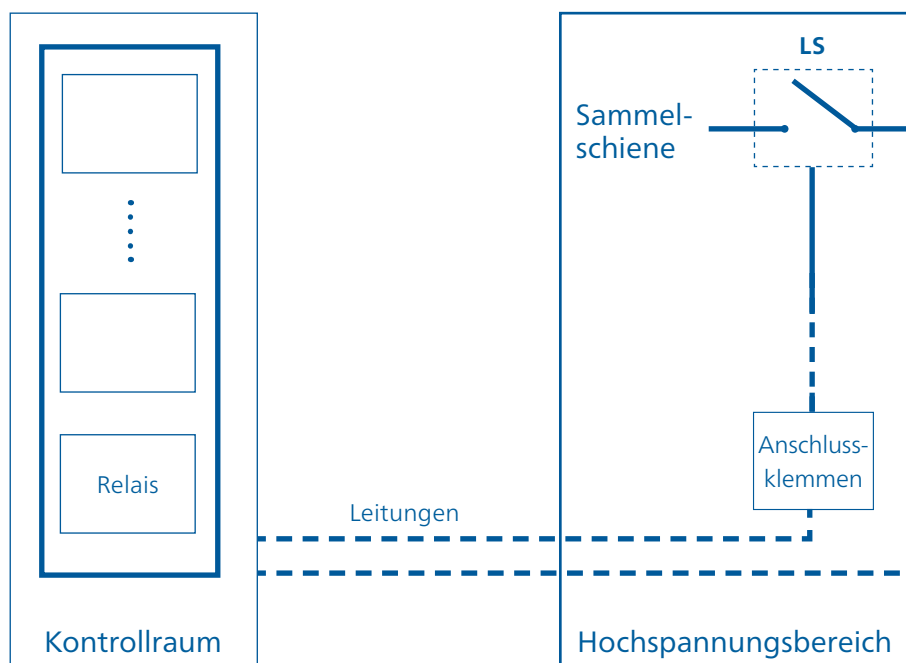 LS
Sammel-
schiene
Anschluss-
klemmen
Relais
Leitungen
Kontrollraum
Hochspannungsbereich